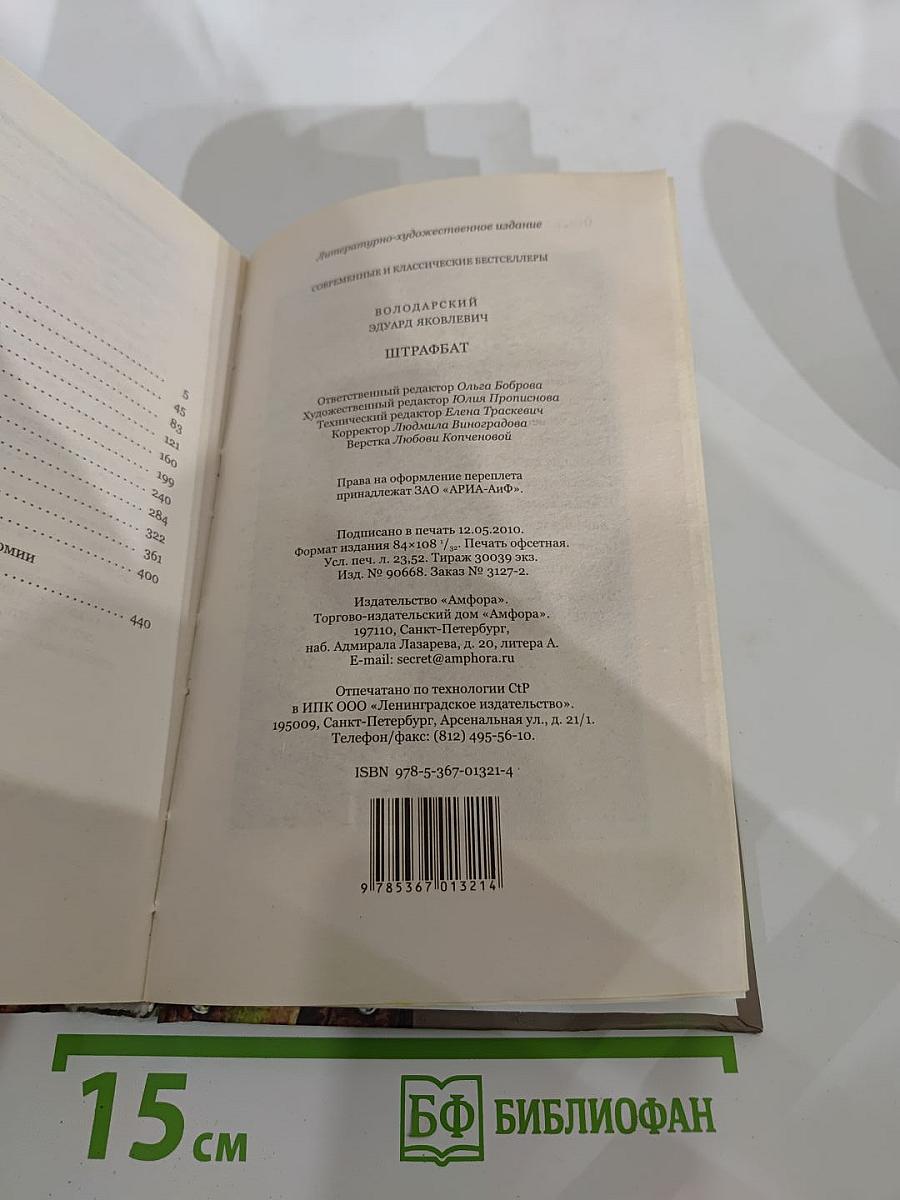 5
45
83
121
160
199
240
284
322
361
омии
400
440
Литературно-художественное издание
СОВРЕМЕННЫЕ И КЛАССИЧЕСКИЕ БЕСТСЕЛЛЕРЫ
ВОЛОДАРСКИЙ
ЭДУАРД ЯКОВЛЕВИЧ
ШТРАФБАТ
Ответственный редактор Ольга Боброва
Художественный редактор Юлия Прописнова
Технический редактор Елена Траскевич
Корректор Людмила Виноградова
Верстка Любови Копченовой
Права на оформление переплета
принадлежат ЗАО «АРИА-АиФ».
Подписано в печать 12.05.2010.
Формат издания 84×108 1/32. Печать офсетная.
Усл. печ. л. 23,52. Тираж 30039 экз.
Изд. № 90668. Заказ № 3127-2.
Издательство «Амфора».
Торгово-издательский дом «Амфора».
197110, Санкт-Петербург,
наб. Адмирала Лазарева, д. 20, литера А.
E-mail: secret@amphora.ru
Отпечатано по технологии CtP
в ИПК ООО «Ленинградское издательство».
195009, Санкт-Петербург, Арсенальная ул., д. 21/1.
Телефон/факс: (812) 495-56-10.
ISBN 978-5-367-01321-4
9 785367 013214
15 см
БФ БИБЛИОФАН